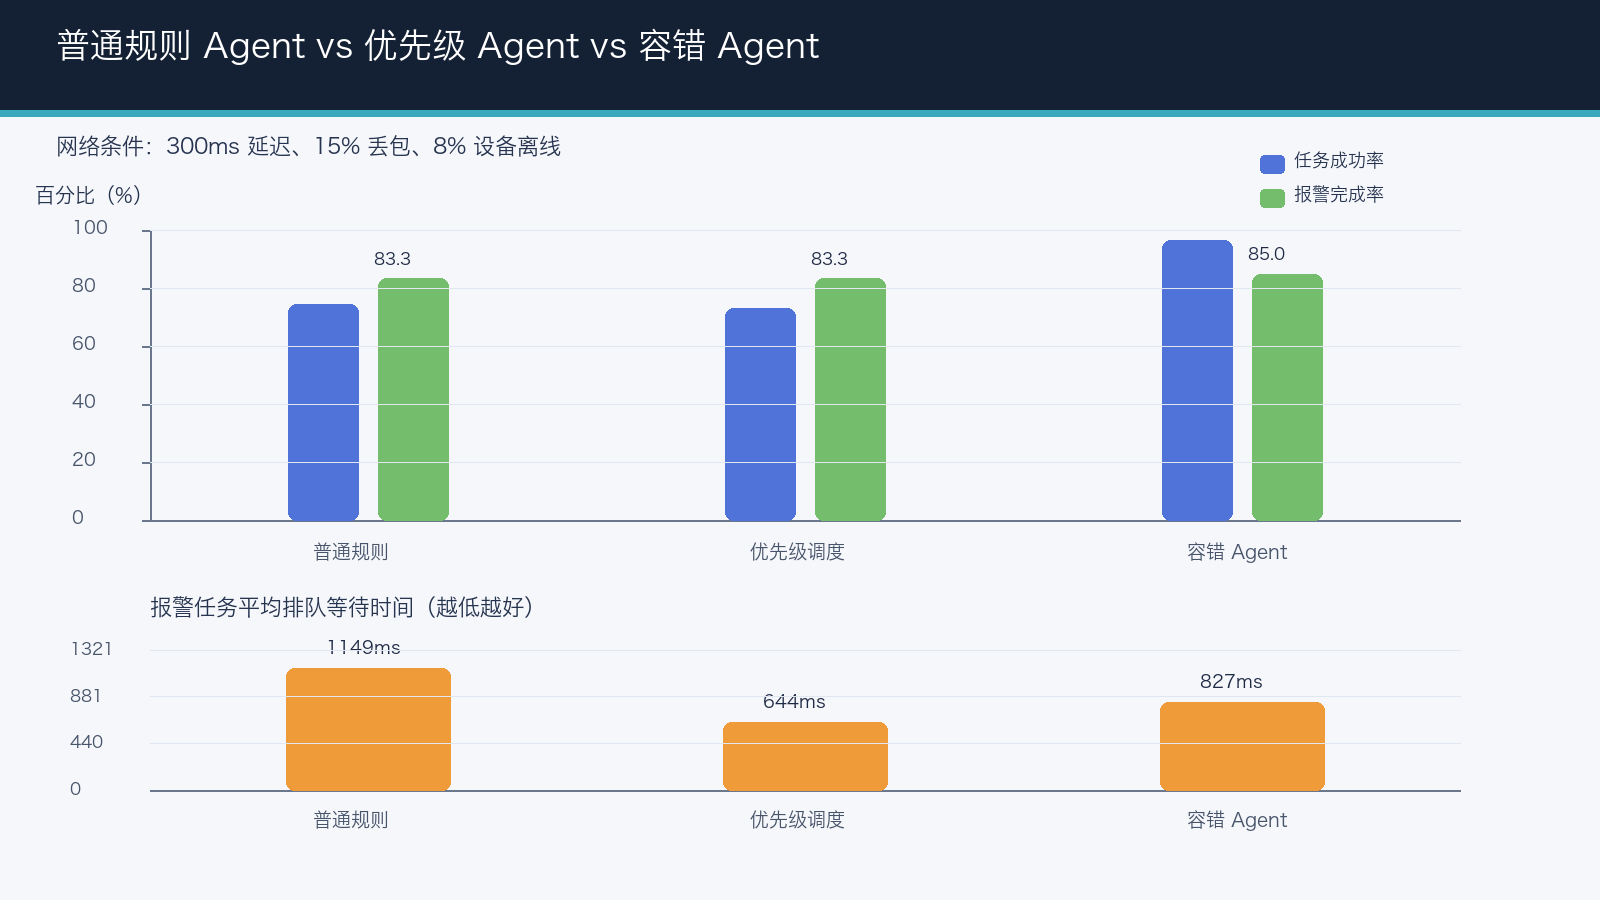 普通规则 Agent vs 优先级 Agent vs 容错 Agent
网络条件：300ms 延迟、15% 丢包、8% 设备离线
任务成功率
报警完成率
百分比（%）
100
80
60
40
20
0
83.3
83.3
85.0
普通规则
优先级调度
容错 Agent
报警任务平均排队等待时间（越低越好）
1321
881
440
0
1149ms
644ms
827ms
普通规则
优先级调度
容错 Agent